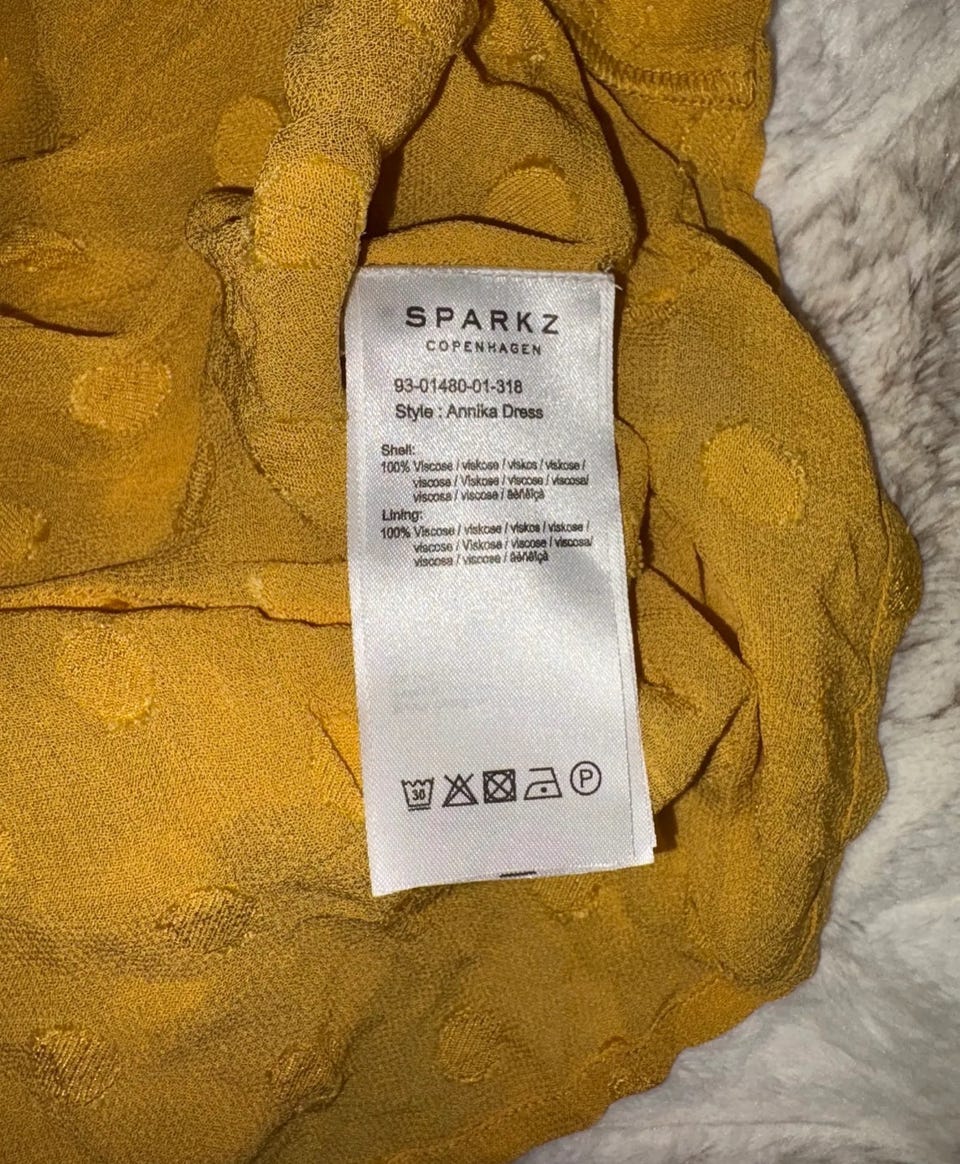 SPARKZ
COPENHAGEN
93-01480-01-318
Style : Annika Dress
Shell:
100% Viscose / viskose / viskos / viskose /
viscose / Viskose / viscose / viscosa/
viscosa / viscose /
Lining:
100% Viscose / viskose / viskos / viskose /
viscose / Viskose / viscose / viscosa/
viscosa / viscose /
30
P